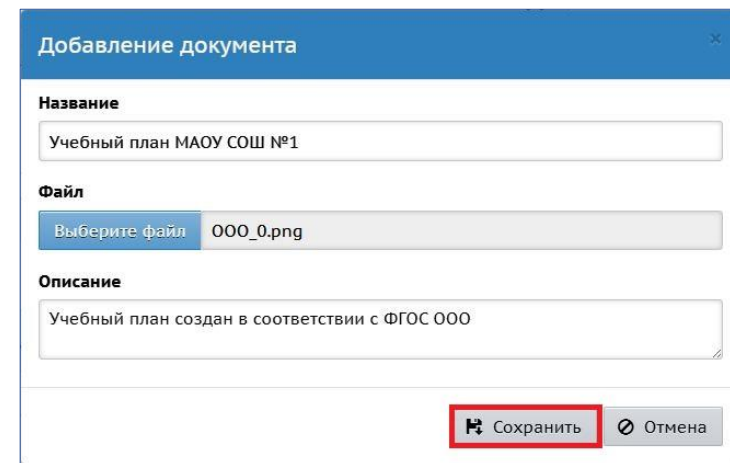 Добавление документа
Название
Учебный план МАОУ СОШ №1
Файл
Выберите файл ООО_0.png
Описание
Учебный план создан в соответствии с ФГОС ООО
Сохранить Отмена